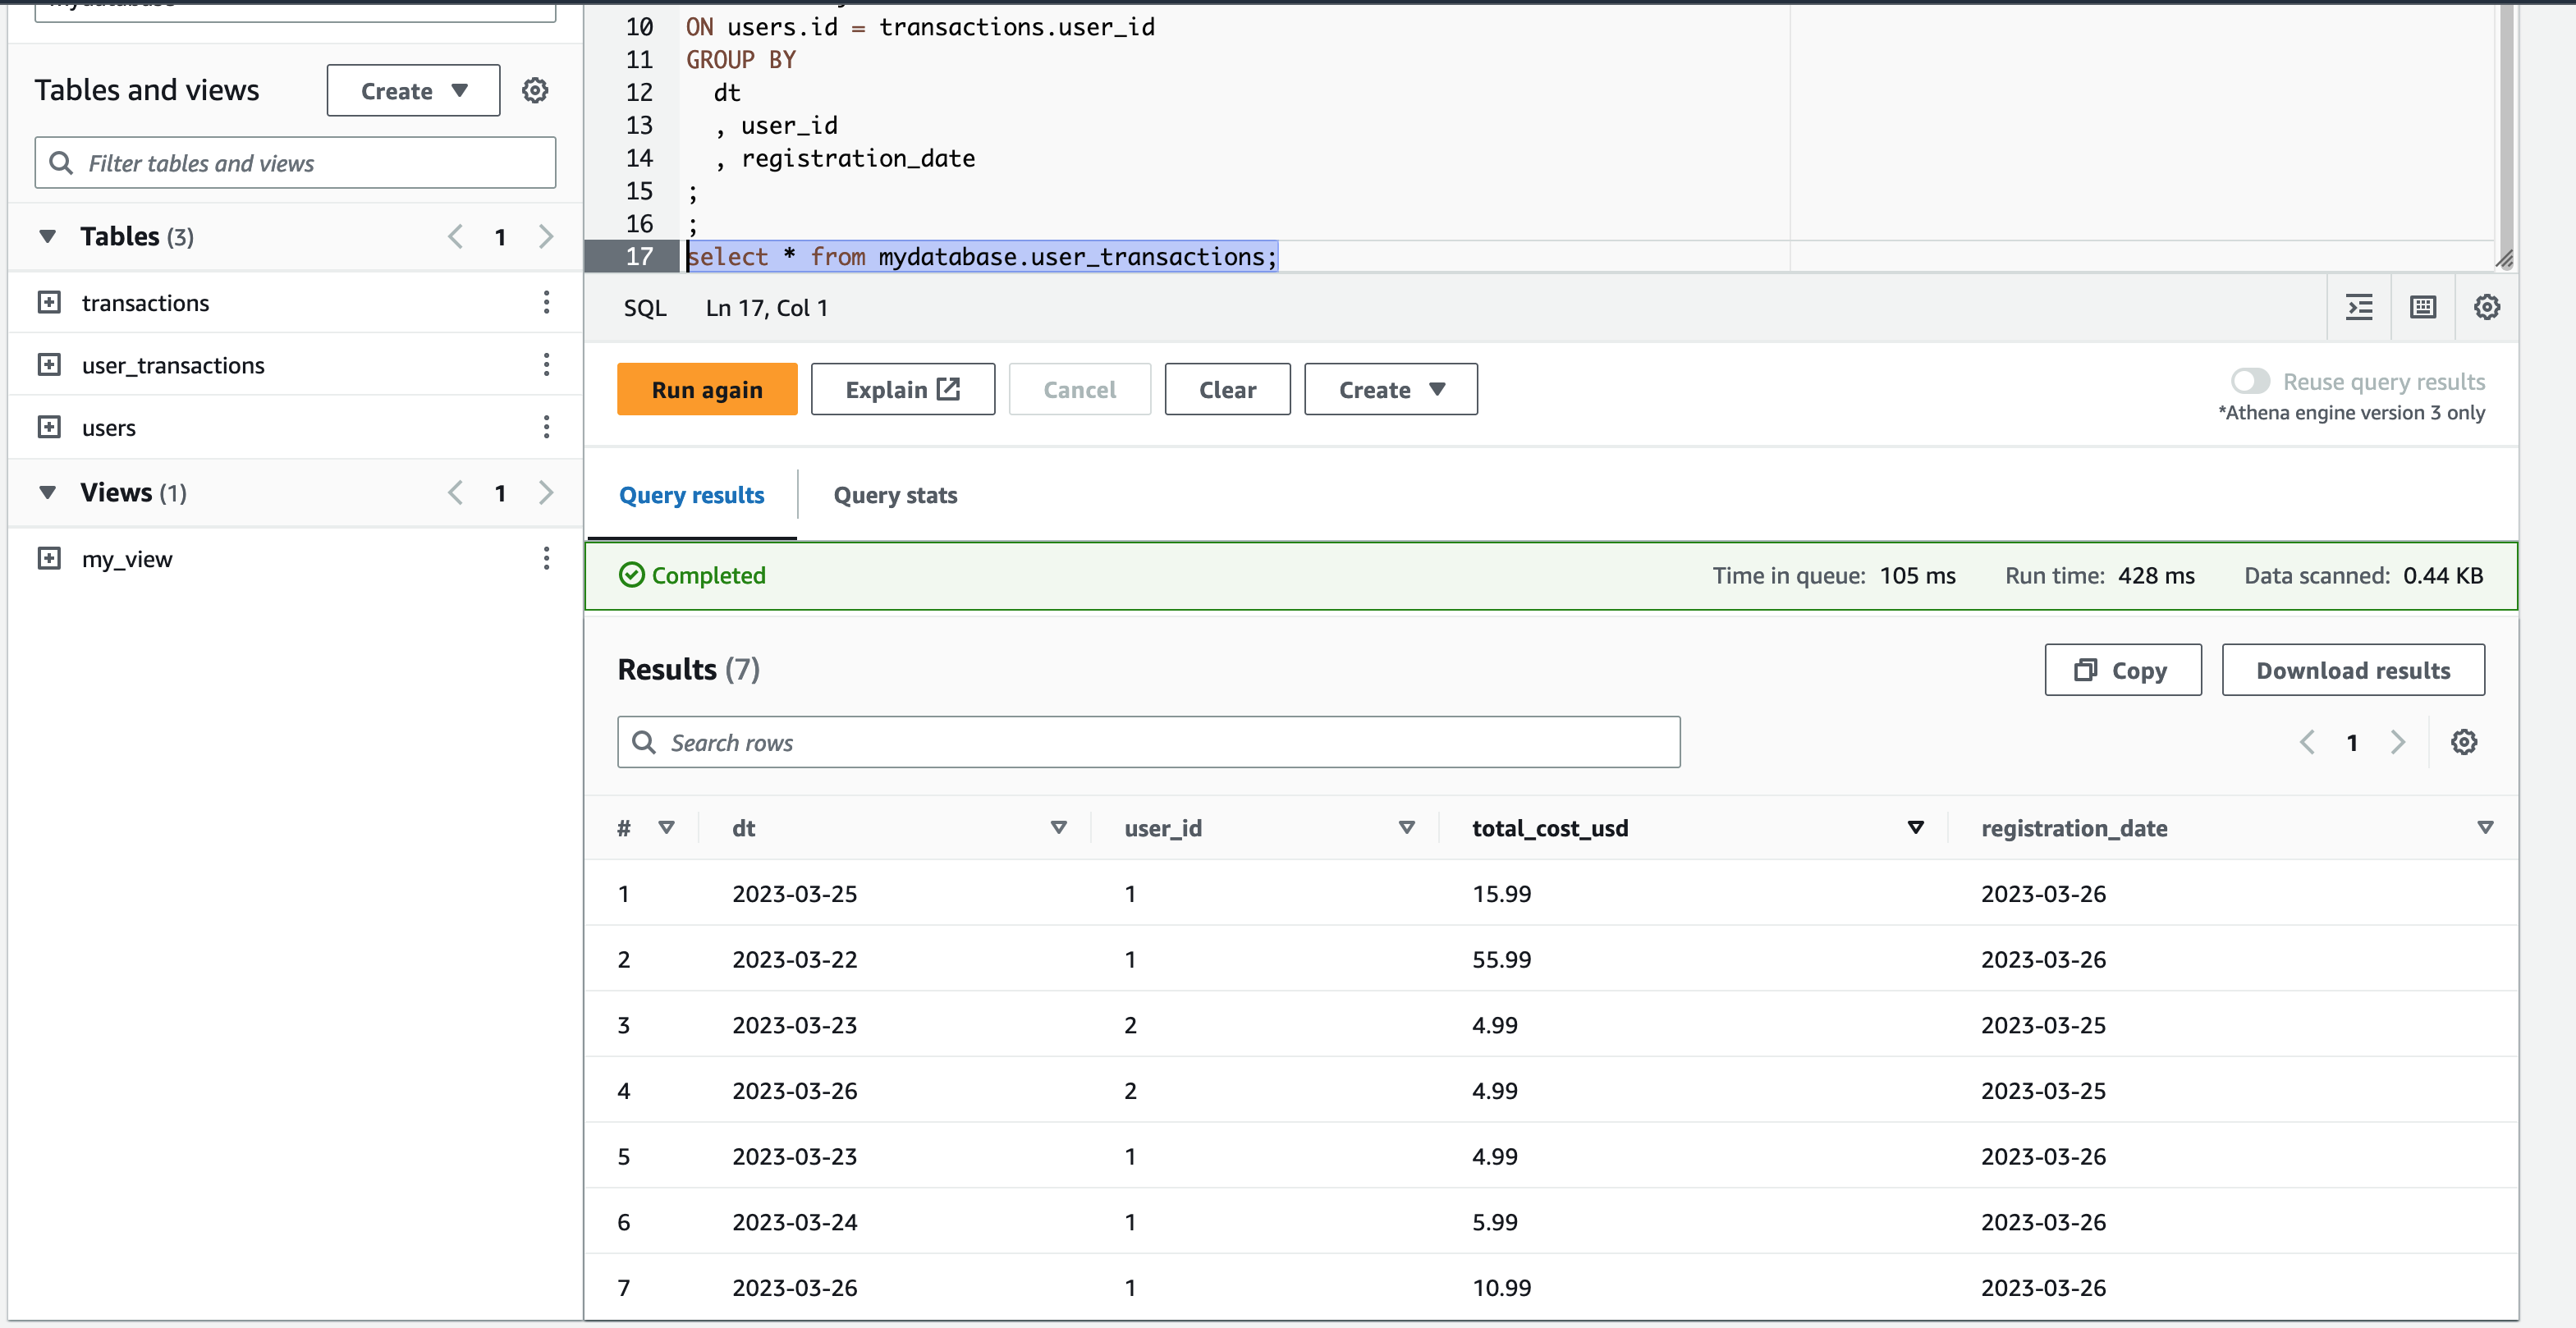 Tables and views
Create
Filter tables and views
Tables (3)
1
transactions
user_transactions
users
Views (1)
1
my_view
10 ON users.id = transactions.user_id
11 GROUP BY
12 dt
13 , user_id
14 , registration_date
15 ;
16 ;
17 select * from mydatabase.user_transactions;
SQL Ln 17, Col 1
Run again Explain Cancel Clear Create
Reuse query results
*Athena engine version 3 only
Query results Query stats
Completed Time in queue: 105 ms Run time: 428 ms Data scanned: 0.44 KB
Results (7) Copy Download results
Search rows 1
# dt user_id total_cost_usd registration_date
1 2023-03-25 1 15.99 2023-03-26
2 2023-03-22 1 55.99 2023-03-26
3 2023-03-23 2 4.99 2023-03-25
4 2023-03-26 2 4.99 2023-03-25
5 2023-03-23 1 4.99 2023-03-26
6 2023-03-24 1 5.99 2023-03-26
7 2023-03-26 1 10.99 2023-03-26